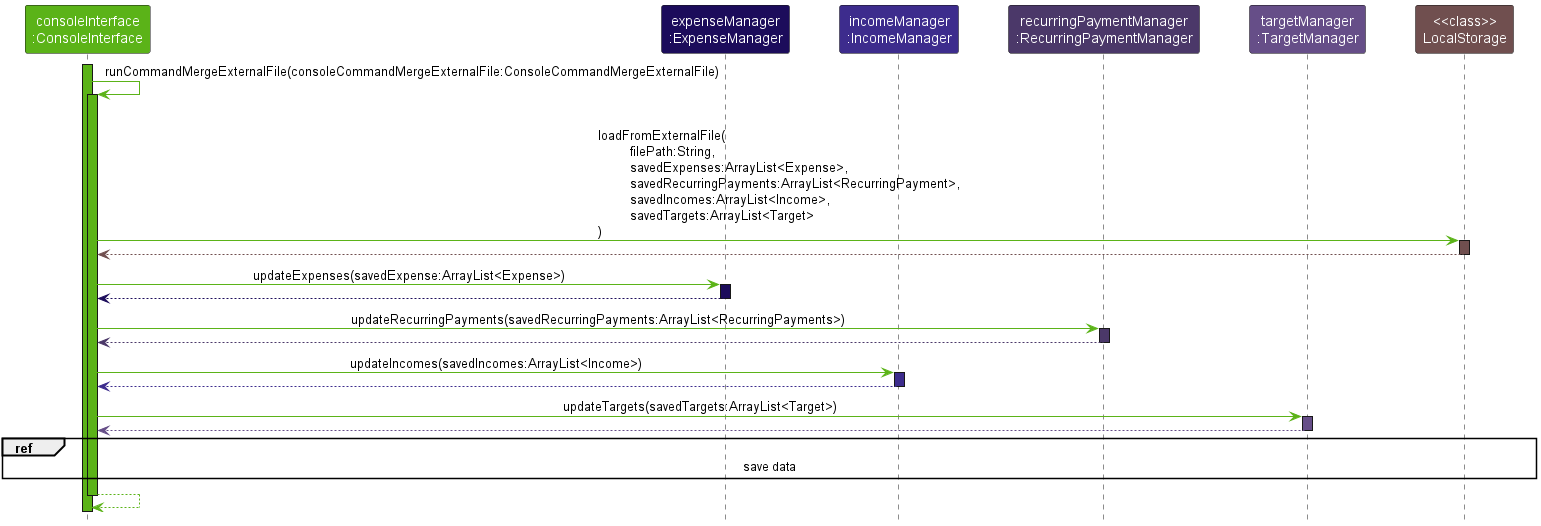 consoleInterface
:ConsoleInterface
expenseManager
:ExpenseManager
incomeManager
:IncomeManager
recurringPaymentManager
:RecurringPaymentManager
targetManager
:TargetManager
<<class>>
LocalStorage
runCommandMergeExternalFile(consoleCommandMergeExternalFile:ConsoleCommandMergeExternalFile)
loadFromExternalFile(
filePath:String,
savedExpenses:ArrayList<Expense>,
savedRecurringPayments:ArrayList<RecurringPayment>,
savedIncomes:ArrayList<Income>,
savedTargets:ArrayList<Target>
)
updateExpenses(savedExpense:ArrayList<Expense>)
updateRecurringPayments(savedRecurringPayments:ArrayList<RecurringPayments>)
updateIncomes(savedIncomes:ArrayList<Income>)
updateTargets(savedTargets:ArrayList<Target>)
ref
save data